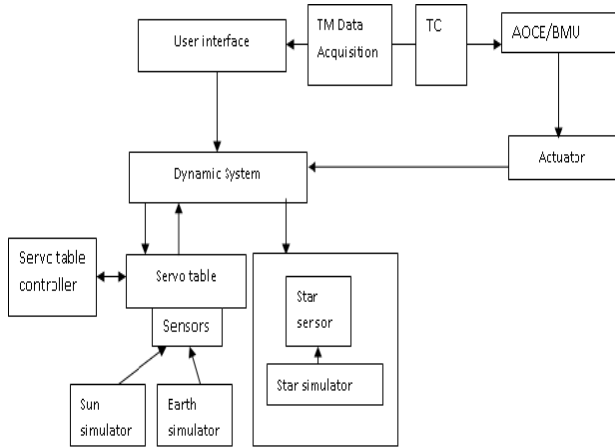 User interface
TM Data
Acquisition
TC
AOCE/BMU
Dynamic System
Actuator
Servo table
controller
Servo table
Sensors
Star
sersor
Star simulator
Sun
simulator
Earth
simulator